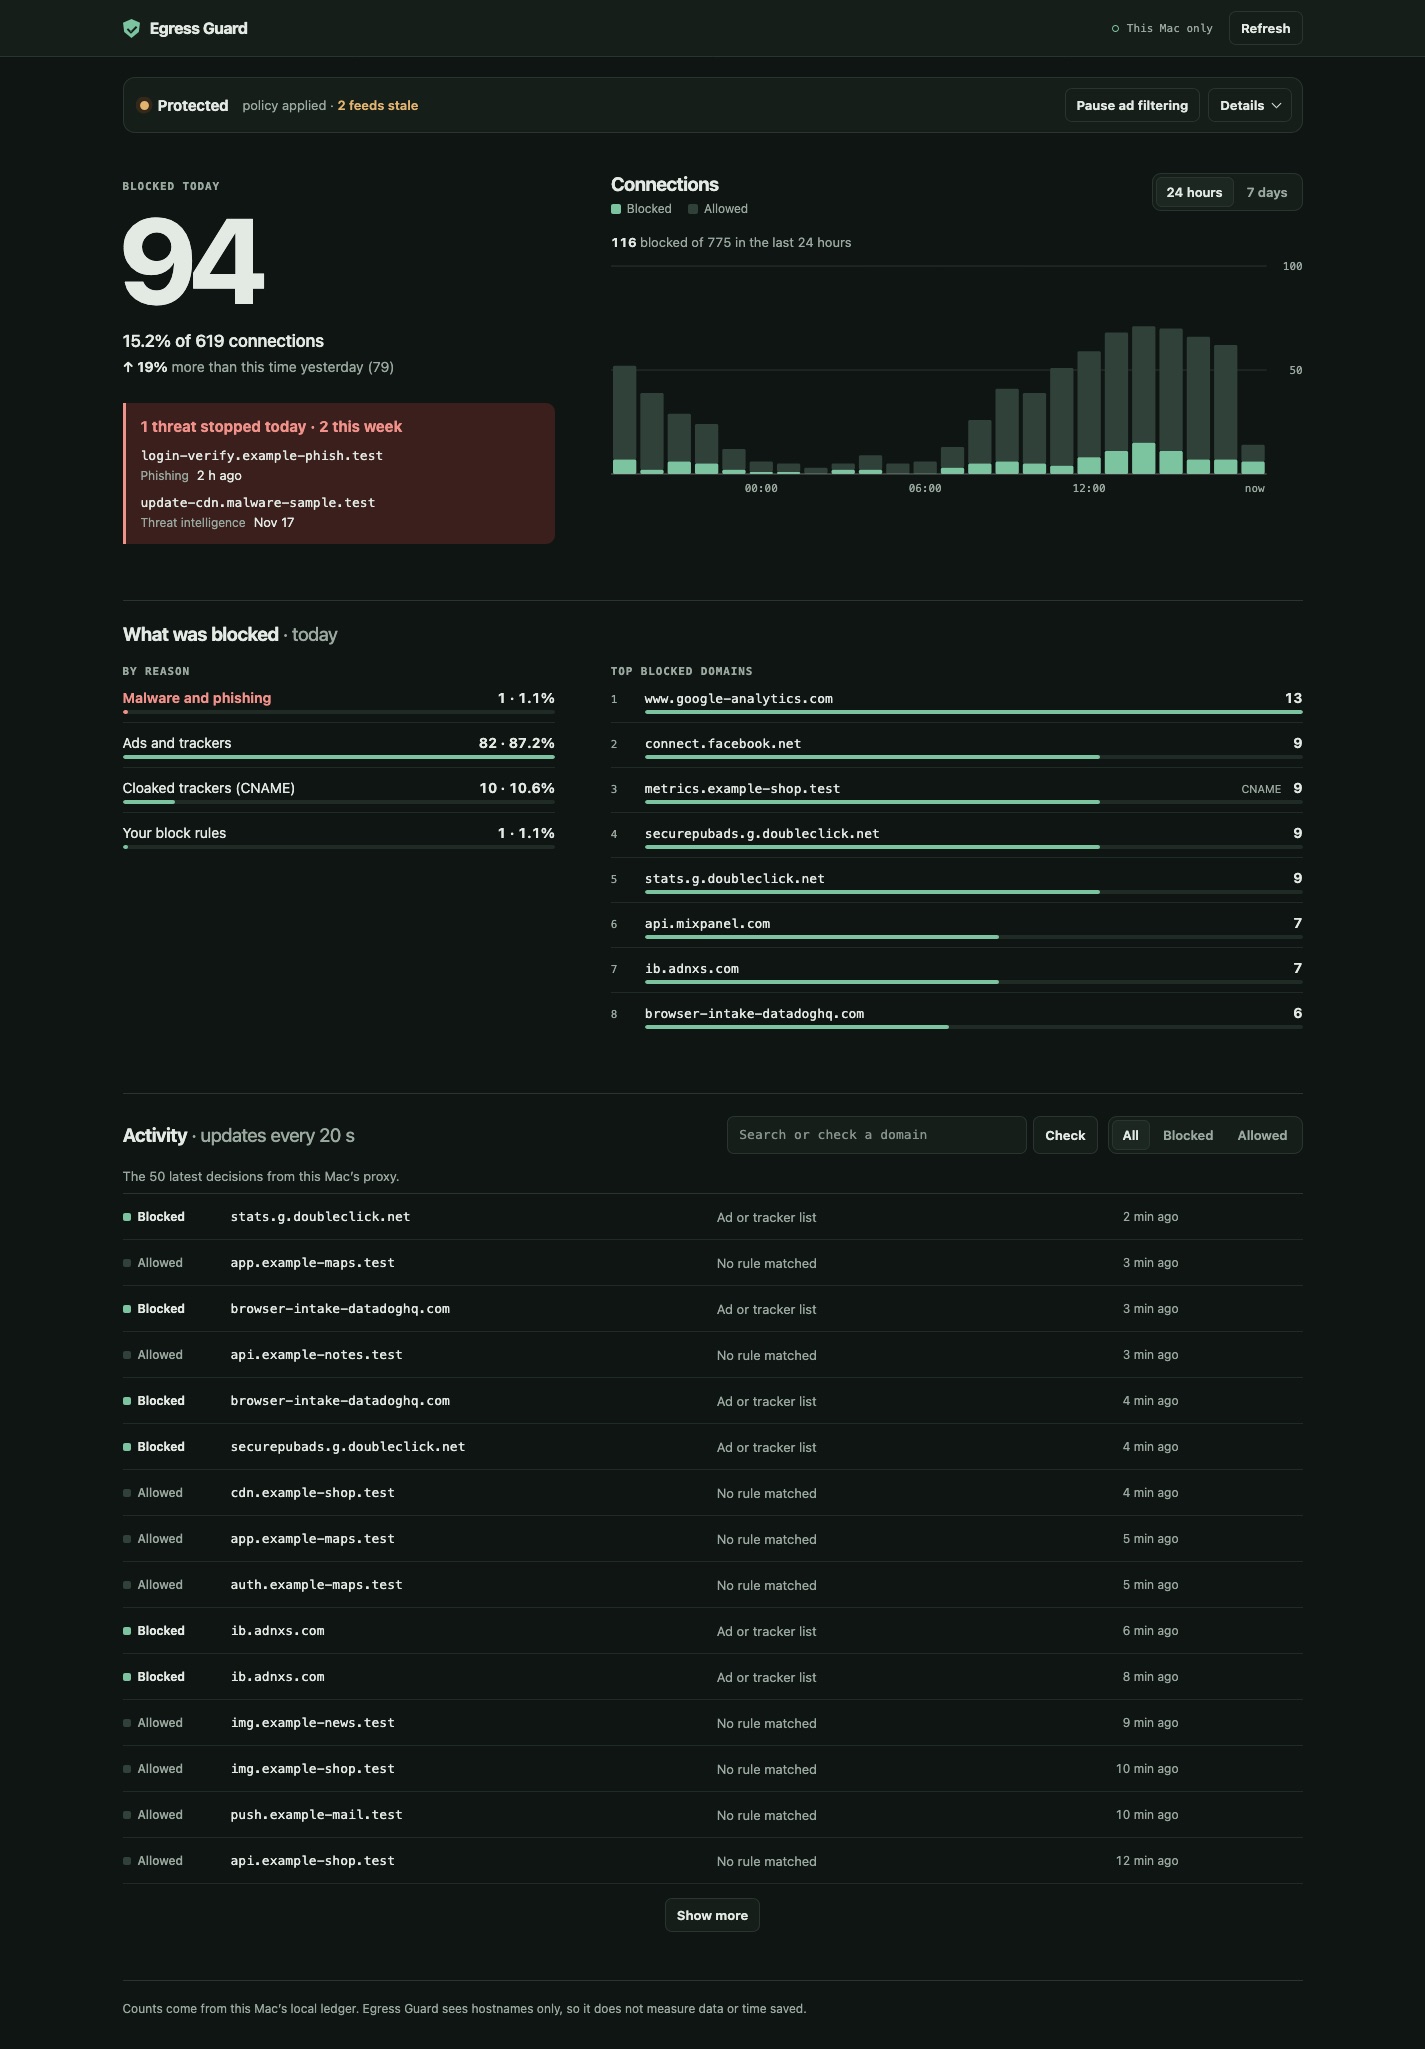 Egress Guard
This Mac only
Refresh
Protected policy applied · 2 feeds stale
Pause ad filtering
Details
BLOCKED TODAY
94
15.2% of 619 connections
↑ 19% more than this time yesterday (79)
1 threat stopped today · 2 this week
login-verify.example-phish.test
Phishing 2 h ago
update-cdn.malware-sample.test
Threat intelligence Nov 17
Connections
Blocked Allowed
24 hours 7 days
116 blocked of 775 in the last 24 hours
100
50
00:00 06:00 12:00 now
What was blocked · today
BY REASON
Malware and phishing 1 · 1.1%
Ads and trackers 82 · 87.2%
Cloaked trackers (CNAME) 10 · 10.6%
Your block rules 1 · 1.1%
TOP BLOCKED DOMAINS
1 www.google-analytics.com 13
2 connect.facebook.net 9
3 metrics.example-shop.test CNAME 9
4 securepubads.g.doubleclick.net 9
5 stats.g.doubleclick.net 9
6 api.mixpanel.com 7
7 ib.adnxs.com 7
8 browser-intake-datadoghq.com 6
Activity · updates every 20 s
Search or check a domain
Check
All Blocked Allowed
The 50 latest decisions from this Mac’s proxy.
Blocked stats.g.doubleclick.net Ad or tracker list 2 min ago
Allowed app.example-maps.test No rule matched 3 min ago
Blocked browser-intake-datadoghq.com Ad or tracker list 3 min ago
Allowed api.example-notes.test No rule matched 3 min ago
Blocked browser-intake-datadoghq.com Ad or tracker list 4 min ago
Blocked securepubads.g.doubleclick.net Ad or tracker list 4 min ago
Allowed cdn.example-shop.test No rule matched 4 min ago
Allowed app.example-maps.test No rule matched 5 min ago
Allowed auth.example-maps.test No rule matched 5 min ago
Blocked ib.adnxs.com Ad or tracker list 6 min ago
Blocked ib.adnxs.com Ad or tracker list 8 min ago
Allowed img.example-news.test No rule matched 9 min ago
Allowed img.example-shop.test No rule matched 10 min ago
Allowed push.example-mail.test No rule matched 10 min ago
Allowed api.example-shop.test No rule matched 12 min ago
Show more
Counts come from this Mac’s local ledger. Egress Guard sees hostnames only, so it does not measure data or time saved.